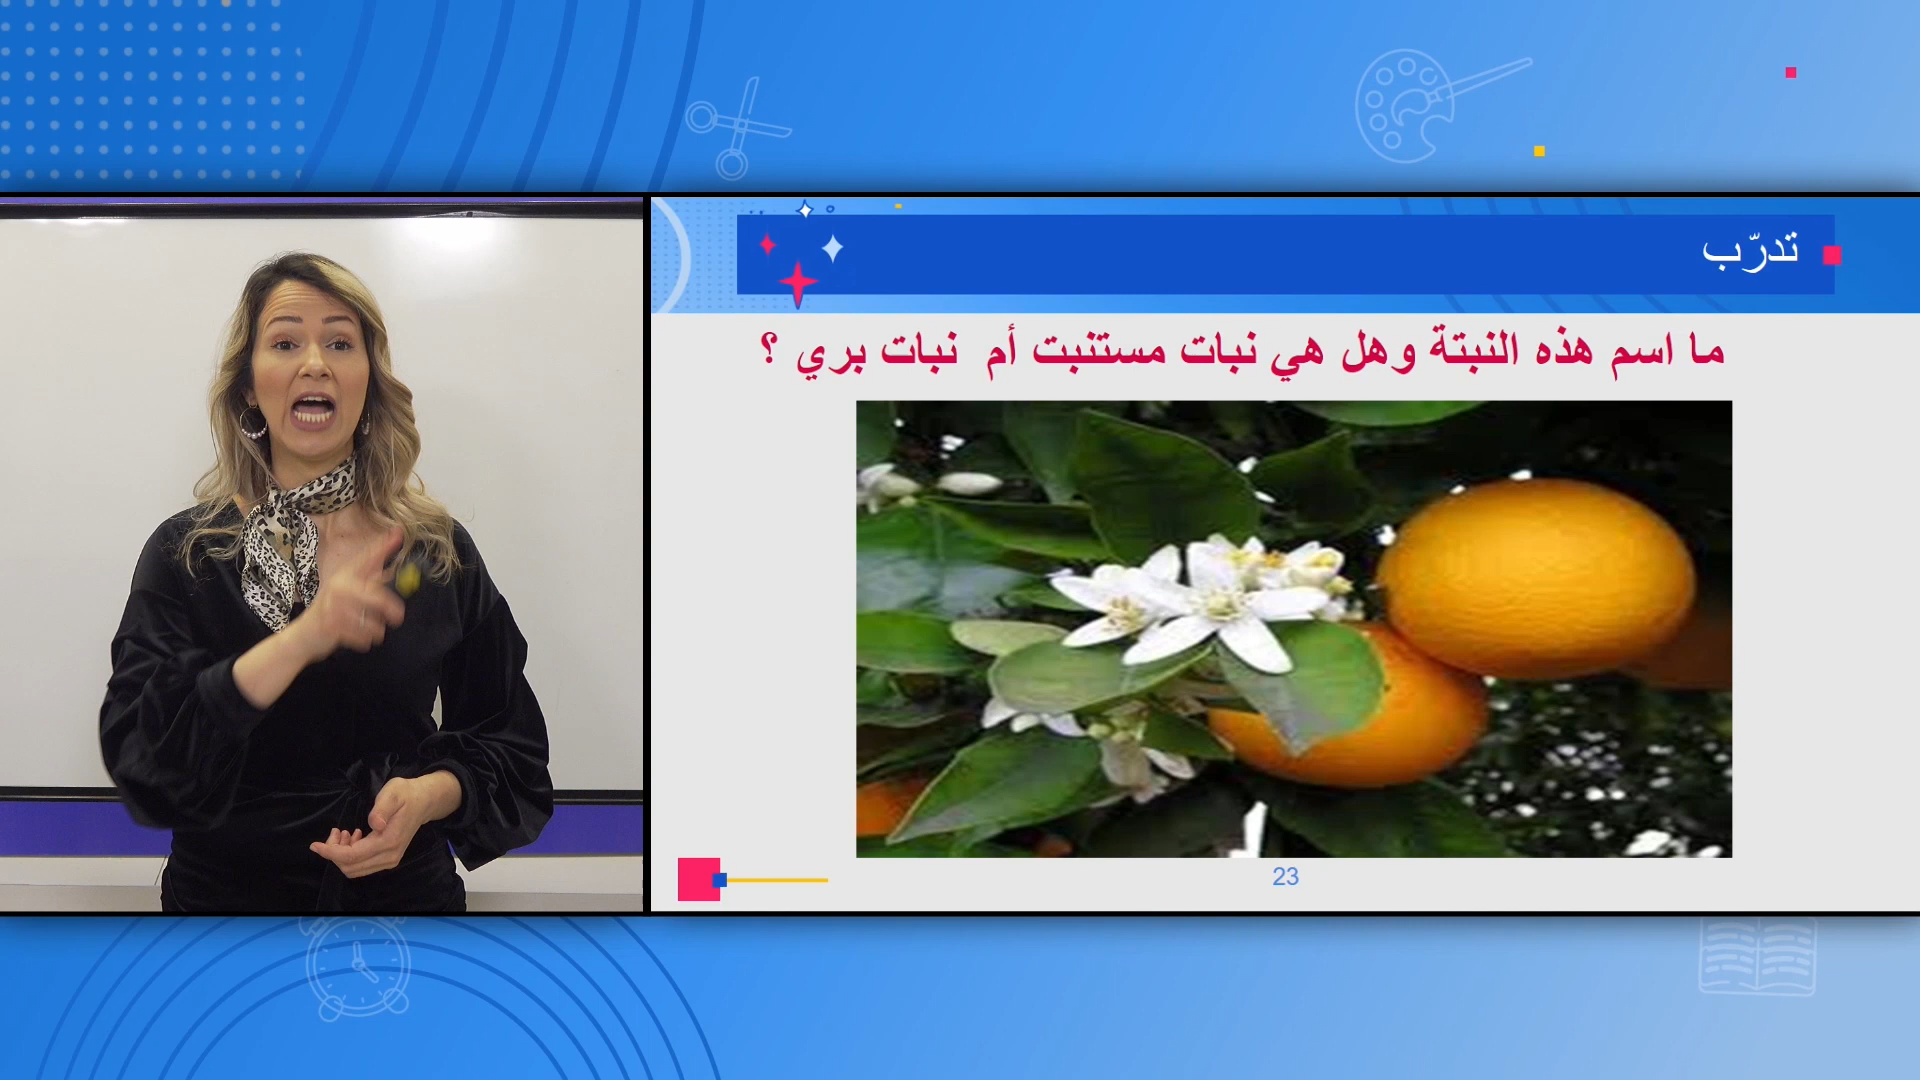 تدرّب
ما اسم هذه النبتة وهل هي نبات مستنبت أم نبات بري ؟
23